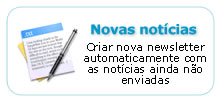 Novas notícias
Criar nova newsletter
automaticamente com
as notícias ainda não
enviadas